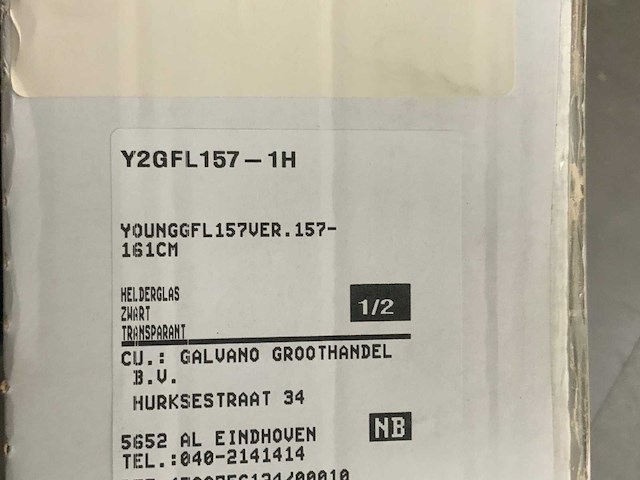 Y2GFL157-1H
YOUNGGFL157VER.157-
161CM
HELDERGLAS
ZWART
TRANSPARANT
1/2
CU.: GALVANO GROOTHANDEL
B.V.
HURKSESTRAAT 34
5652 AL EINDHOVEN
NB
TEL.:040-2141414